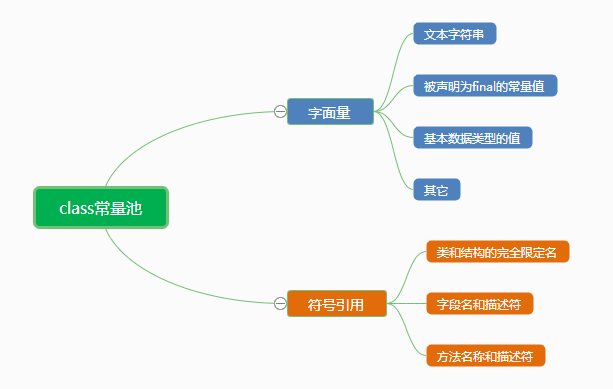 class常量池
字面量
文本字符串
被声明为final的常量值
基本数据类型的值
其它
符号引用
类和结构的完全限定名
字段名和描述符
方法名称和描述符